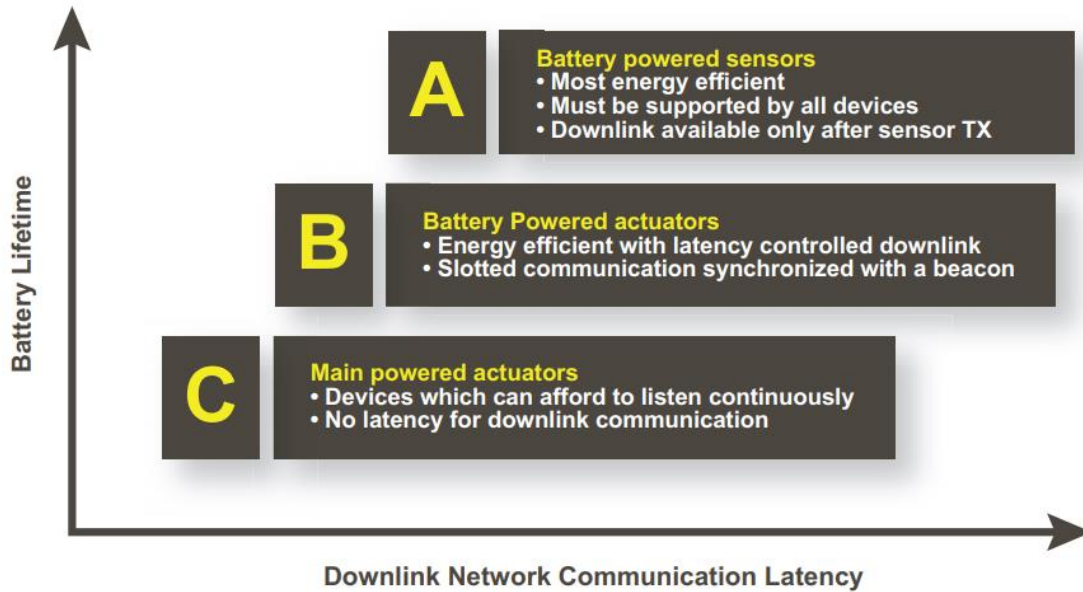 Battery Lifetime
A
Battery powered sensors
• Most energy efficient
• Must be supported by all devices
• Downlink available only after sensor TX
B
Battery Powered actuators
• Energy efficient with latency controlled downlink
• Slotted communication synchronized with a beacon
C
Main powered actuators
• Devices which can afford to listen continuously
• No latency for downlink communication
Downlink Network Communication Latency